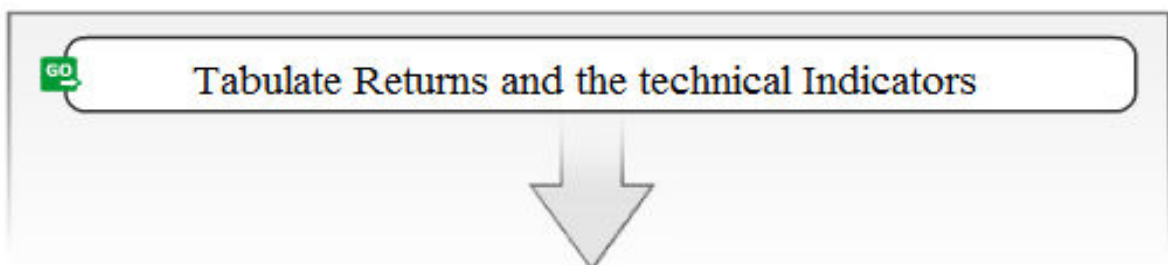 GO
Tabulate Returns and the technical Indicators